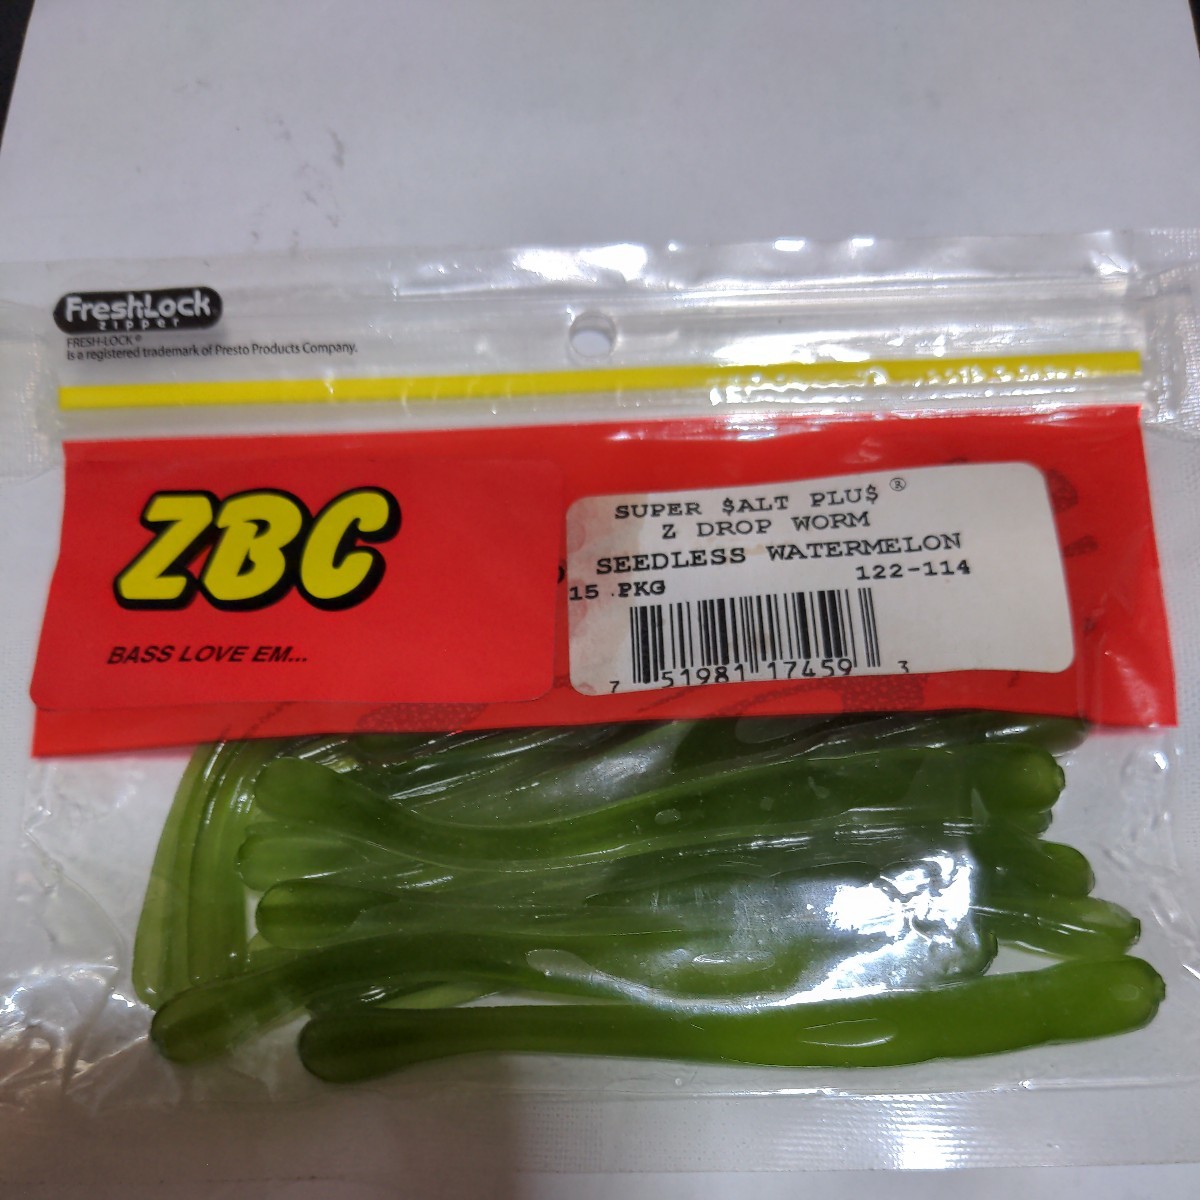 FreshLock
zipper
FRESH-LOCK®
Is a registered trademark of Presto Products Company.
ZBC
BASS LOVE EM...
SUPER $ALT PLU$®
Z DROP WORM
SEEDLESS WATERMELON
15 PKG 122-114
7 51981 17459 3